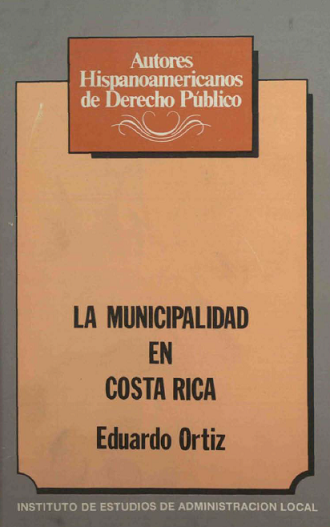 Autores
Hispanoamericanos
de Derecho Público
LA MUNICIPALIDAD
EN
COSTA RICA
Eduardo Ortiz
INSTITUTO DE ESTUDIOS DE ADMINISTRACION LOCAL